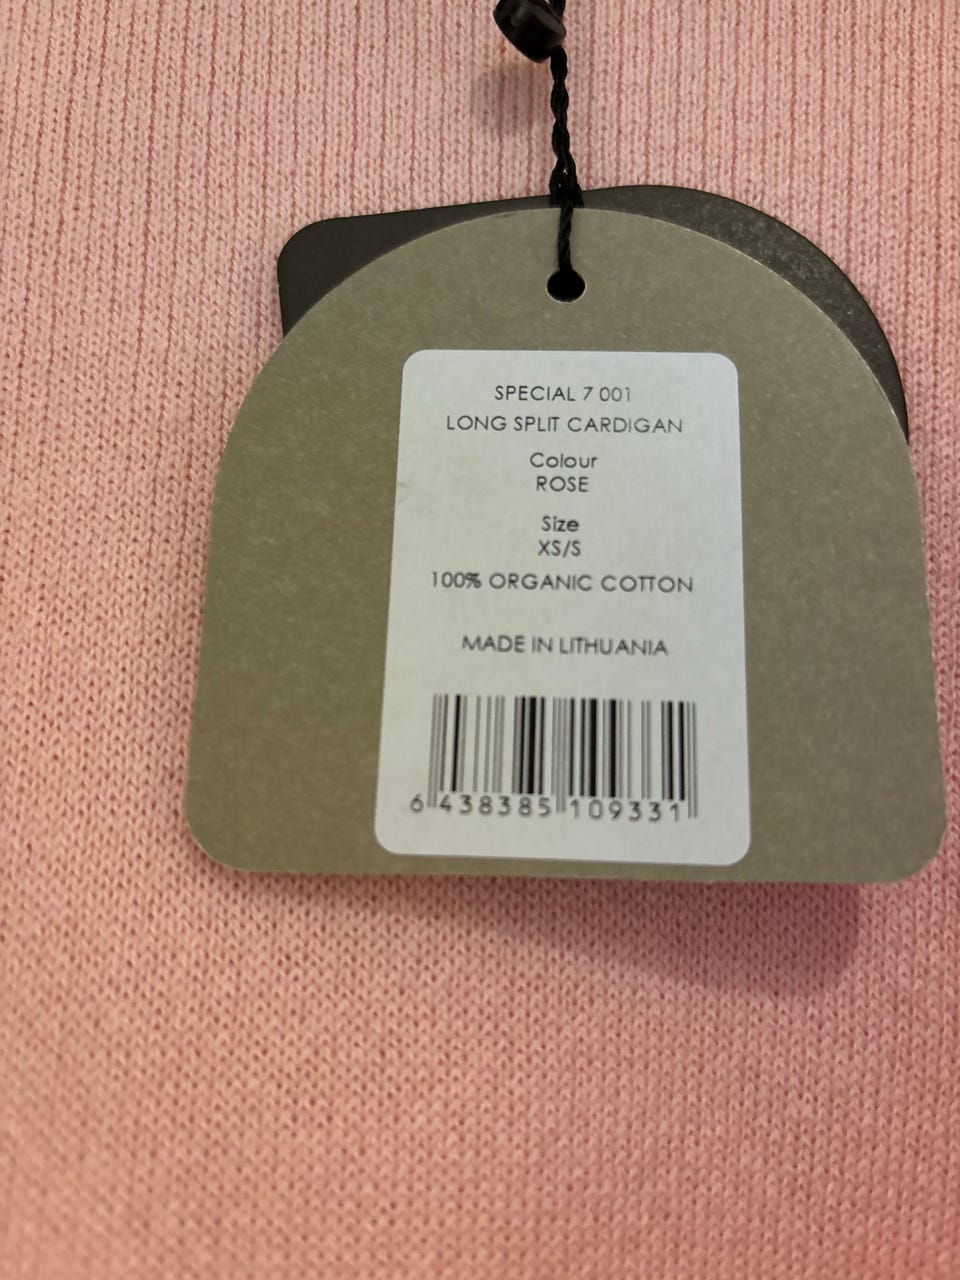 SPECIAL 7 001
LONG SPLIT CARDIGAN
Colour
ROSE
Size
XS/S
100% ORGANIC COTTON
MADE IN LITHUANIA
6 438385 109331